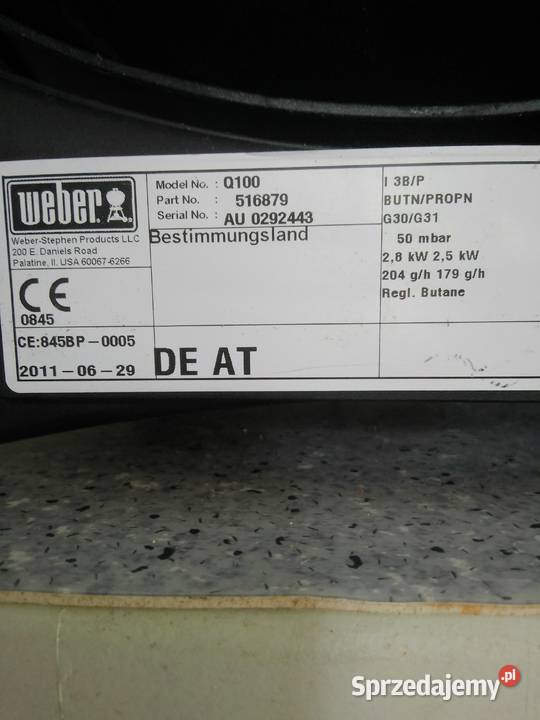 weber
Weber-Stephen Products LLC
200 E. Daniels Road
Palatine, Il. USA 60067-6266
CE
0845
CE:845BP-0005
2011-06-29
Model No. : Q100
Part No. : 516879
Serial No. : AU 0292443
Bestimmungsland
DE AT
I 3B/P
BUTN/PROPN
G30/G31
50 mbar
2,8 kW 2,5 kW
204 g/h 179 g/h
Regl. Butane
Sprzedajemy.pl